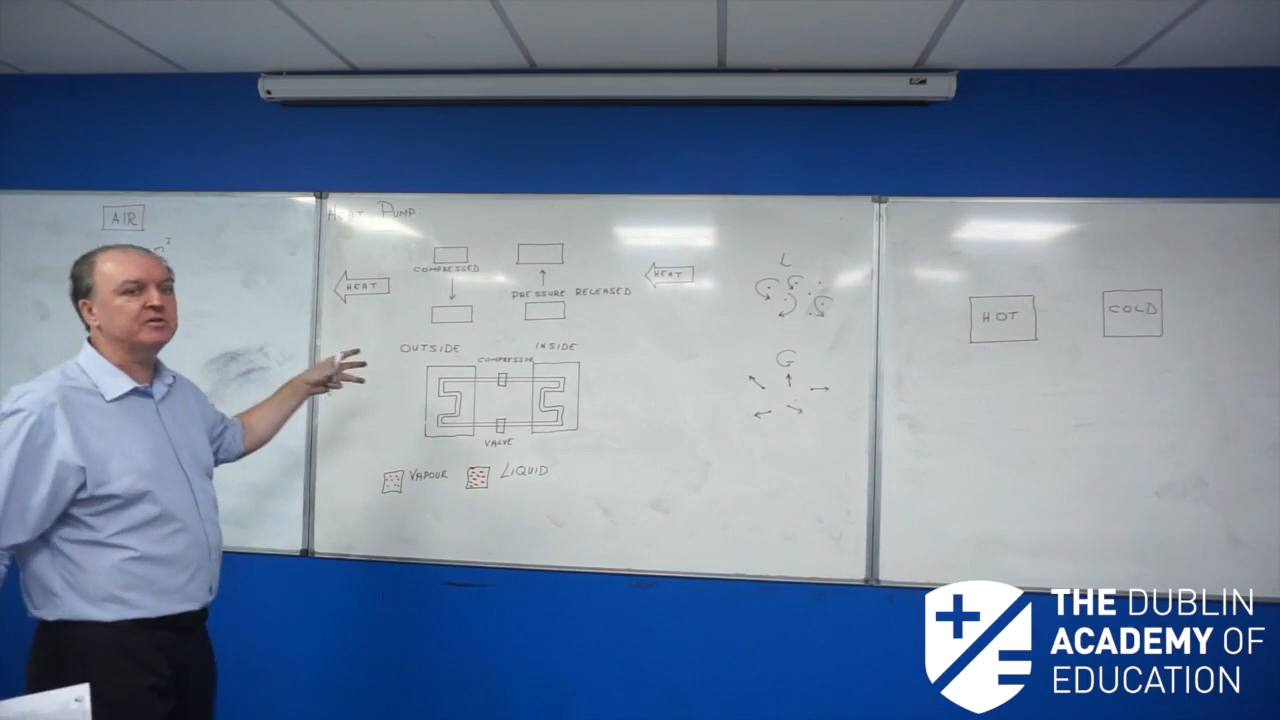 AIR
HEAT PUMP
COMPRESSED
PRESSURE RELEASED
HEAT
HEAT
OUTSIDE
INSIDE
COMPRESSOR
VALVE
VAPOUR
LIQUID
L
G
HOT
COLD
THE DUBLIN
ACADEMY OF
EDUCATION